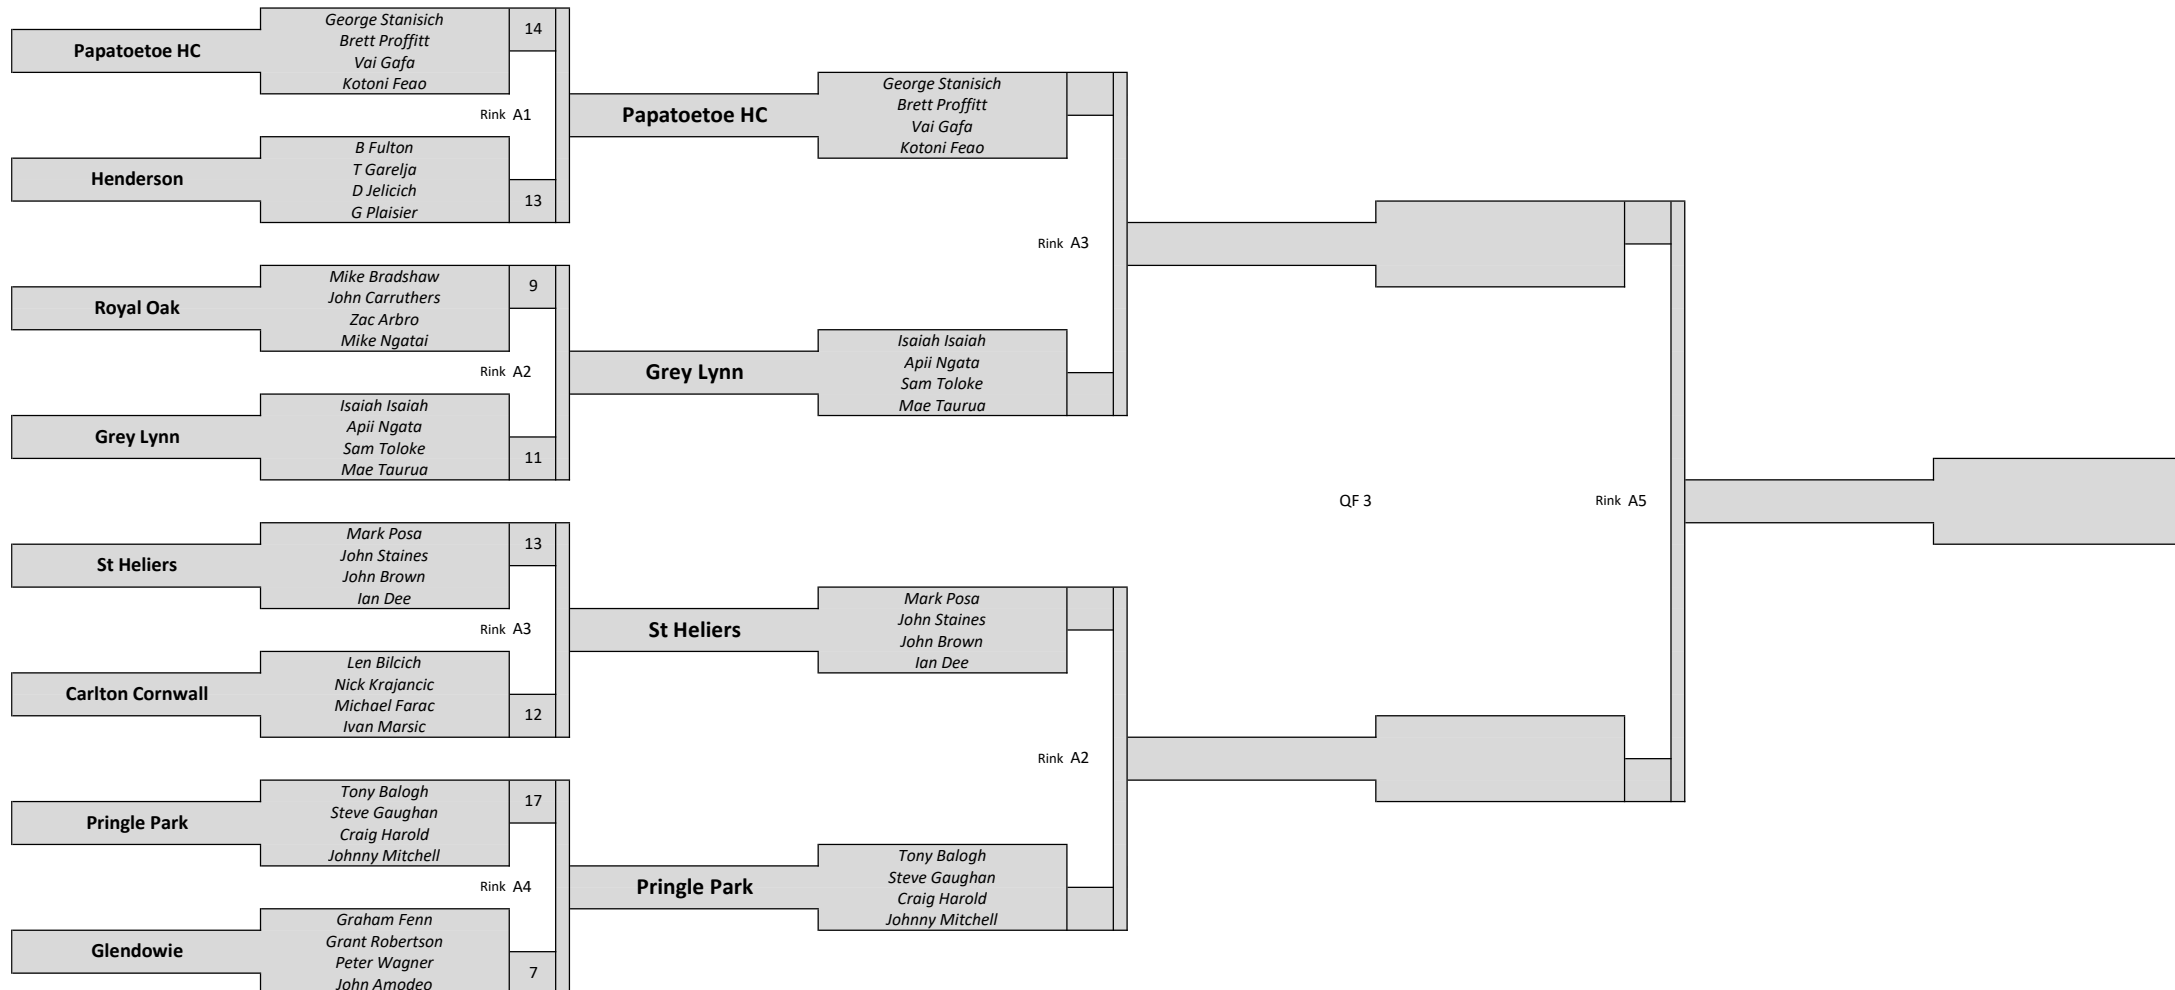 George Stanisich
14
Brett Proffitt
Papatoetoe HC
Vai Gafa
Kotoni Feao
Rink A1
B Fulton
T Garelja
Henderson
D Jelicich
13
G Plaisier
Papatoetoe HC
George Stanisich
Brett Proffitt
Vai Gafa
Kotoni Feao
Rink A3
Mike Bradshaw
9
John Carruthers
Royal Oak
Zac Arbro
Mike Ngatai
Rink A2
Isaiah Isaiah
Apii Ngata
Grey Lynn
Sam Toloke
11
Mae Taurua
Grey Lynn
Isaiah Isaiah
Apii Ngata
Sam Toloke
Mae Taurua
QF 3
Rink A5
Mark Posa
13
John Staines
St Heliers
John Brown
Ian Dee
Rink A3
Len Bilcich
Nick Krajancic
Carlton Cornwall
Michael Farac
12
Ivan Marsic
St Heliers
Mark Posa
John Staines
John Brown
Ian Dee
Rink A2
Tony Balogh
17
Steve Gaughan
Pringle Park
Craig Harold
Johnny Mitchell
Rink A4
Graham Fenn
Grant Robertson
Glendowie
Peter Wagner
7
John Amodeo
Pringle Park
Tony Balogh
Steve Gaughan
Craig Harold
Johnny Mitchell